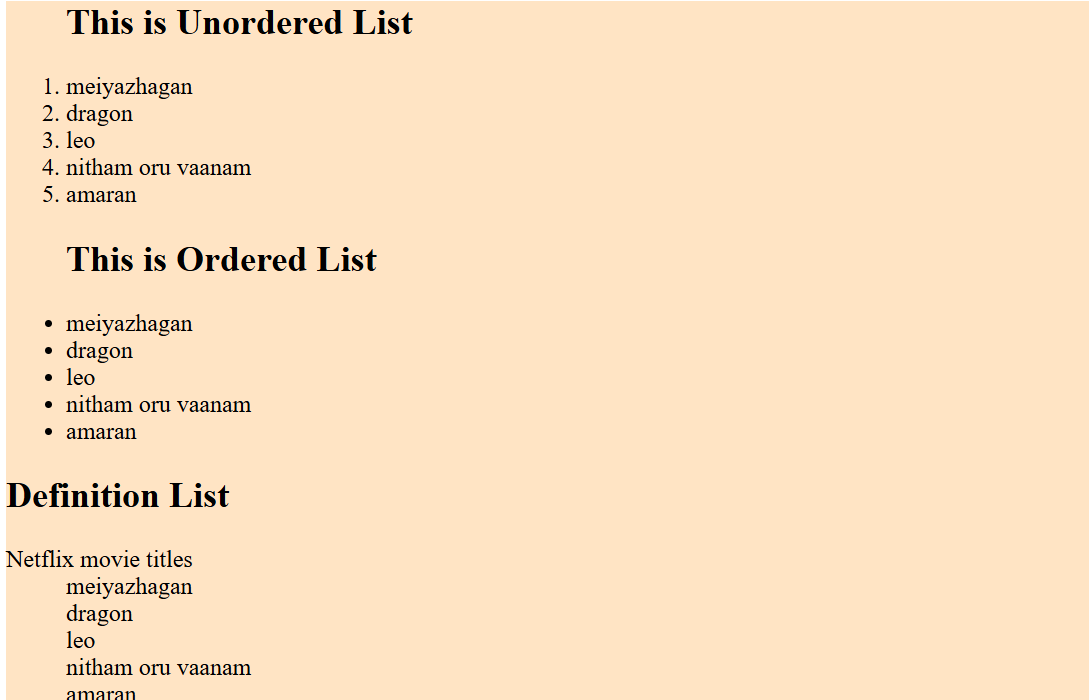 This is Unordered List
1. meiyazhagan
2. dragon
3. leo
4. nitham oru vaanam
5. amaran
This is Ordered List
• meiyazhagan
• dragon
• leo
• nitham oru vaanam
• amaran
Definition List
Netflix movie titles
meiyazhagan
dragon
leo
nitham oru vaanam
amaran